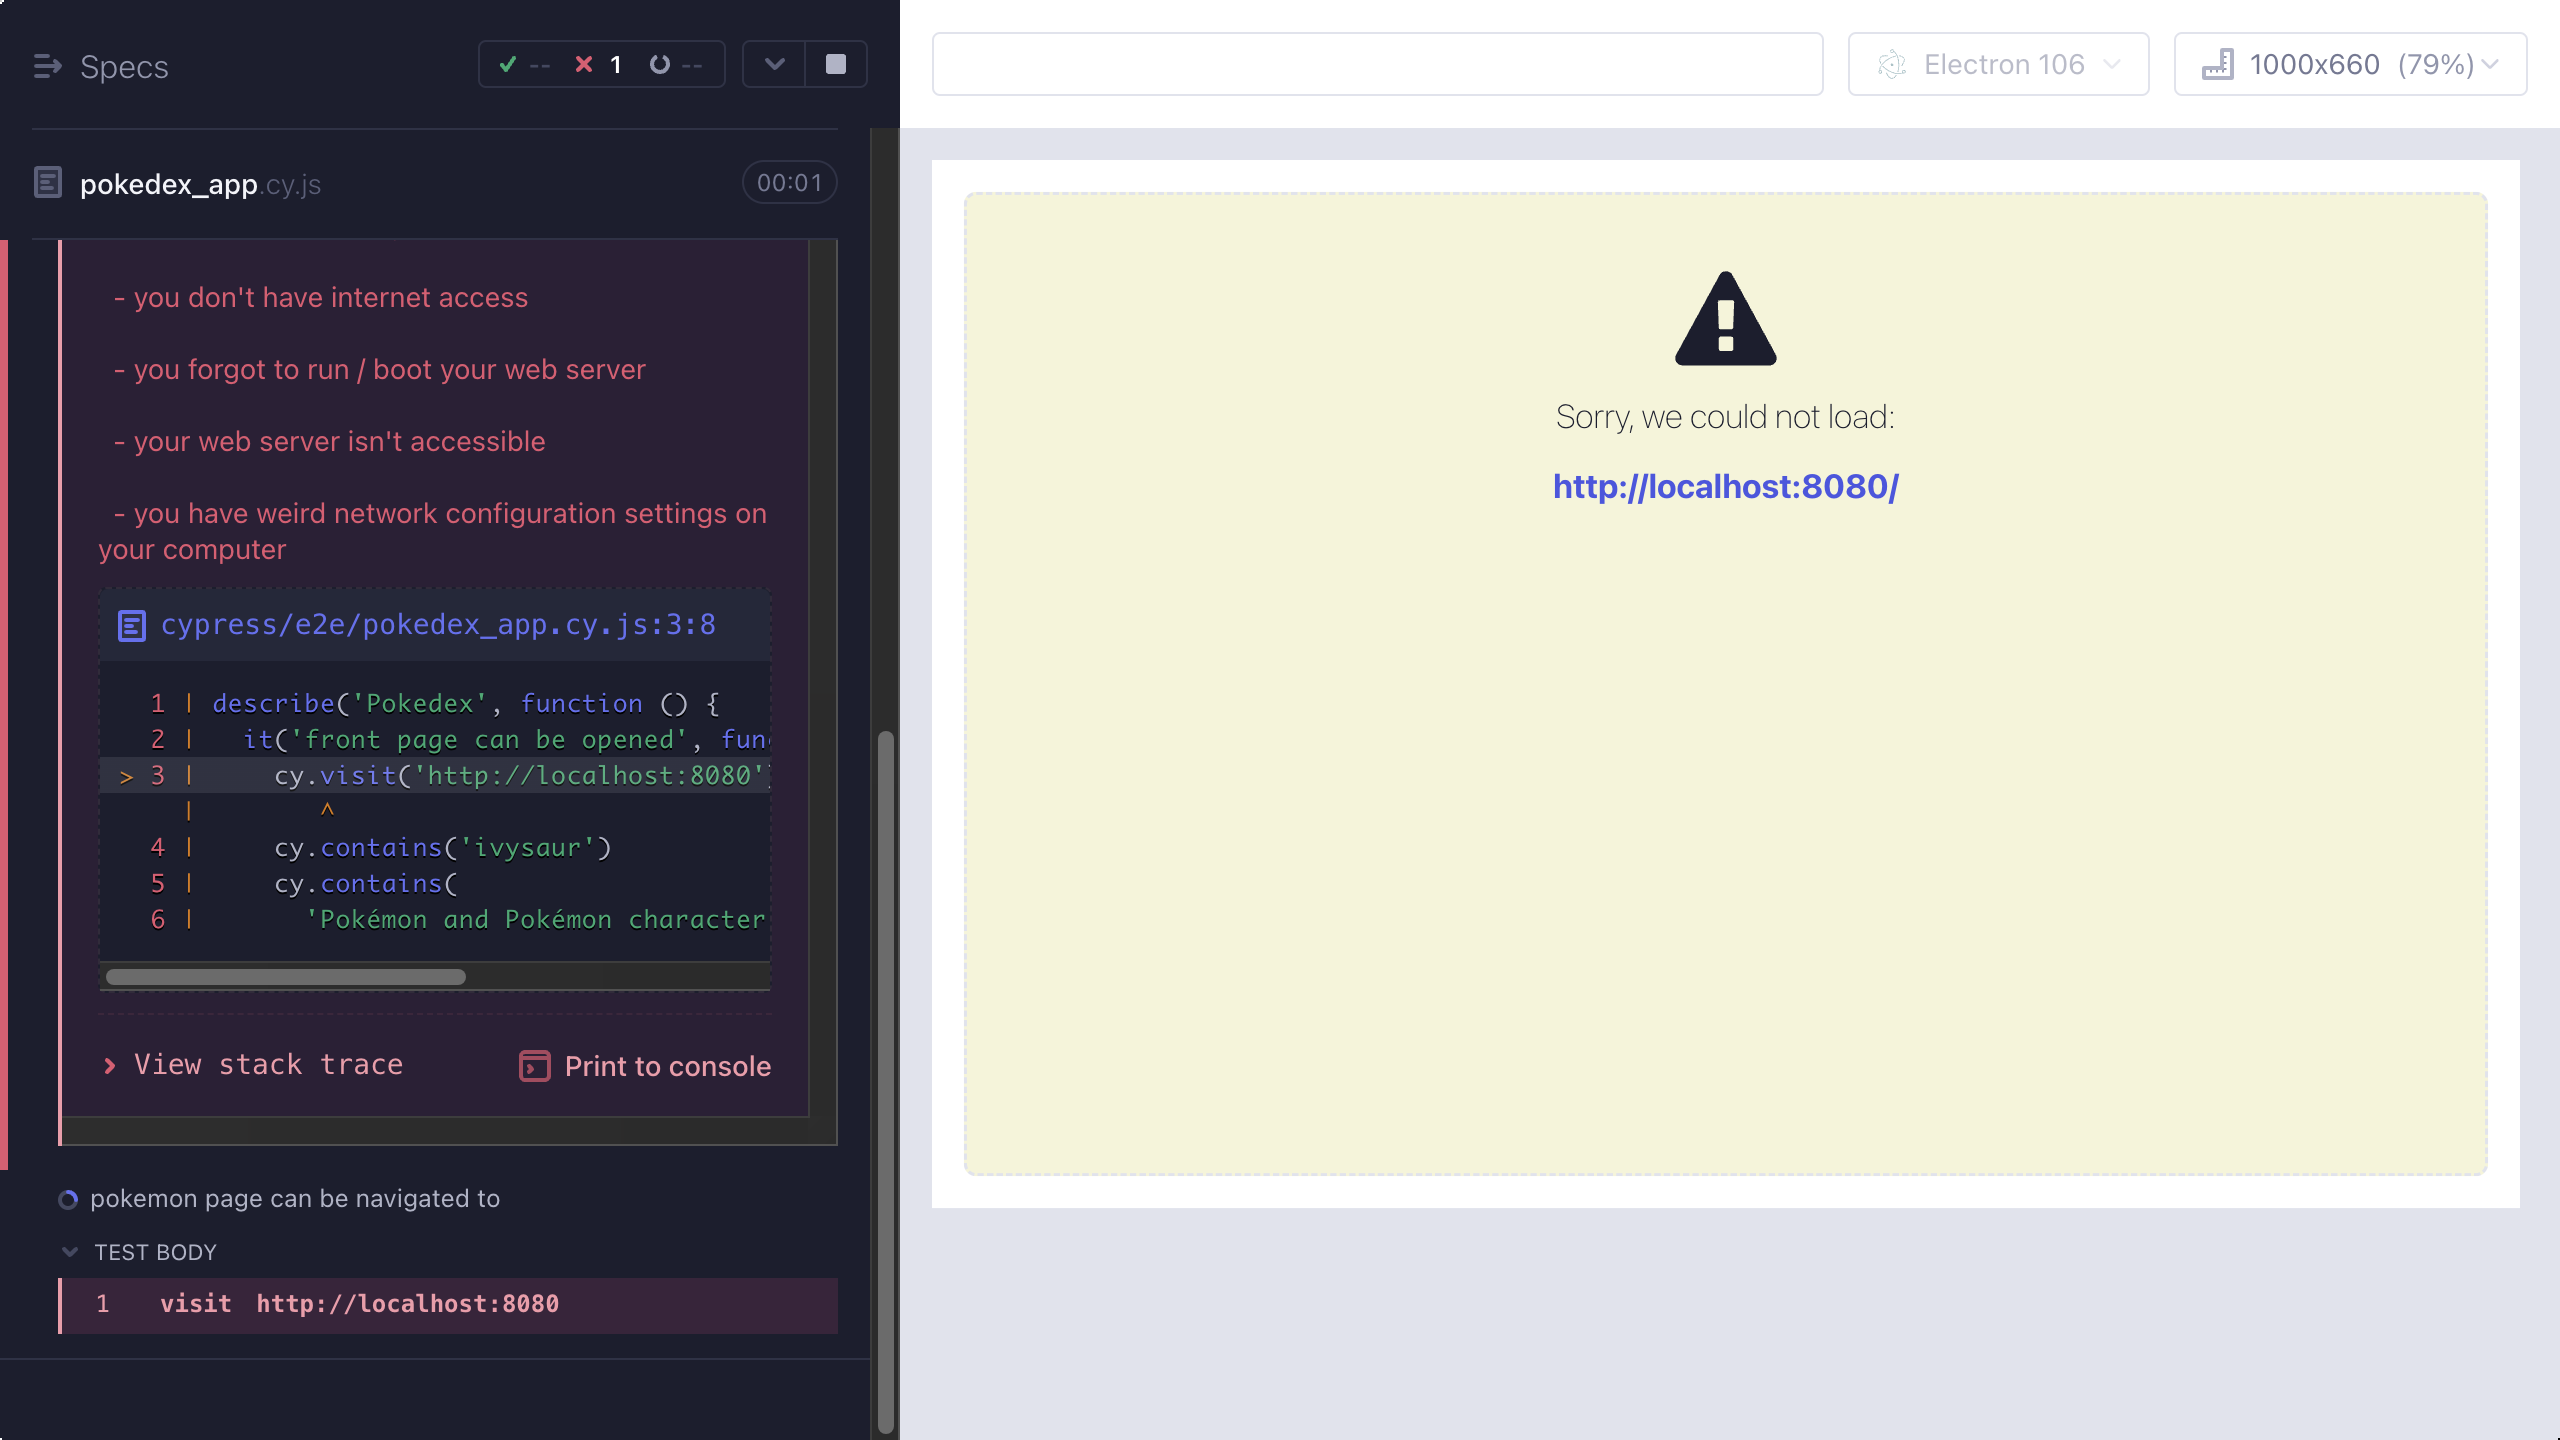 Specs
--
1
--
pokedex_app.cy.js
00:01
- you don't have internet access
- you forgot to run / boot your web server
- your web server isn't accessible
- you have weird network configuration settings on
your computer
cypress/e2e/pokedex_app.cy.js:3:8
1 | describe('Pokedex', function () {
2 |   it('front page can be opened', fun
> 3 |     cy.visit('http://localhost:8080')
|        ^
4 |     cy.contains('ivysaur')
5 |     cy.contains(
6 |       'Pokémon and Pokémon character
View stack trace
Print to console
pokemon page can be navigated to
TEST BODY
1 visit http://localhost:8080
Electron 106
1000x660 (79%)
Sorry, we could not load:
http://localhost:8080/